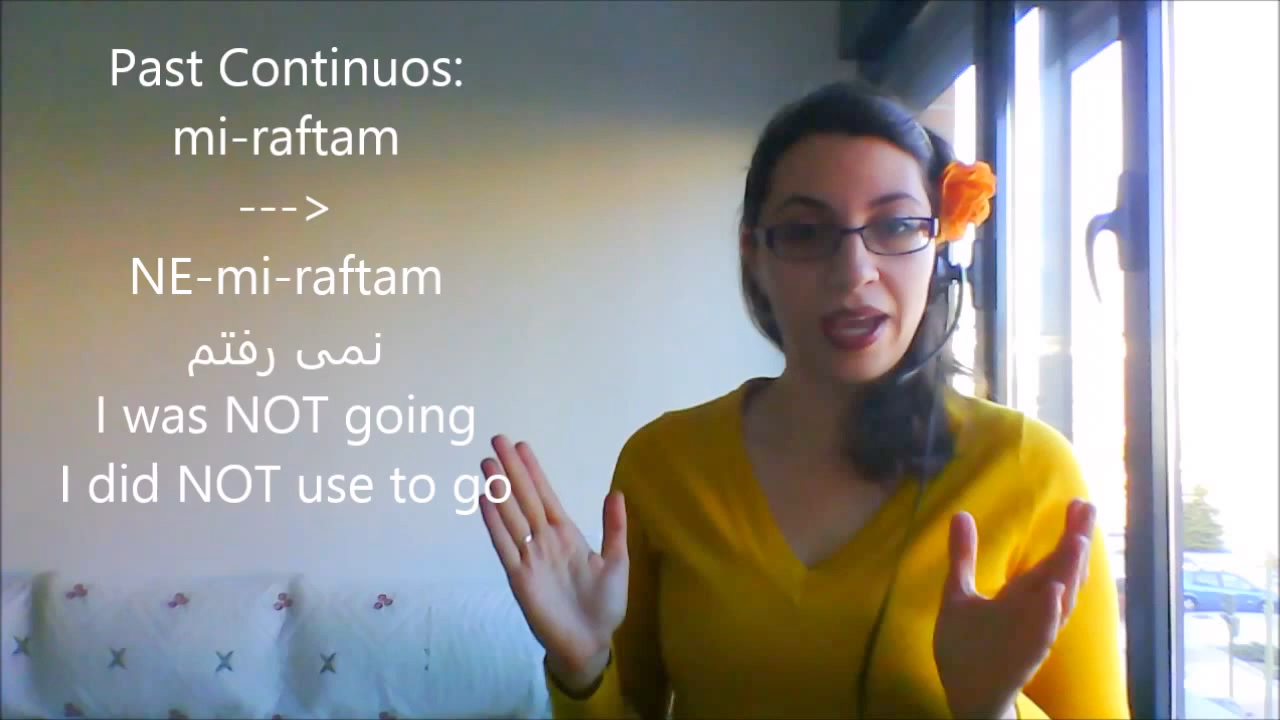 Past Continuos:
mi-raftam
--->
NE-mi-raftam
نمی رفتم
I was NOT going
I did NOT use to go